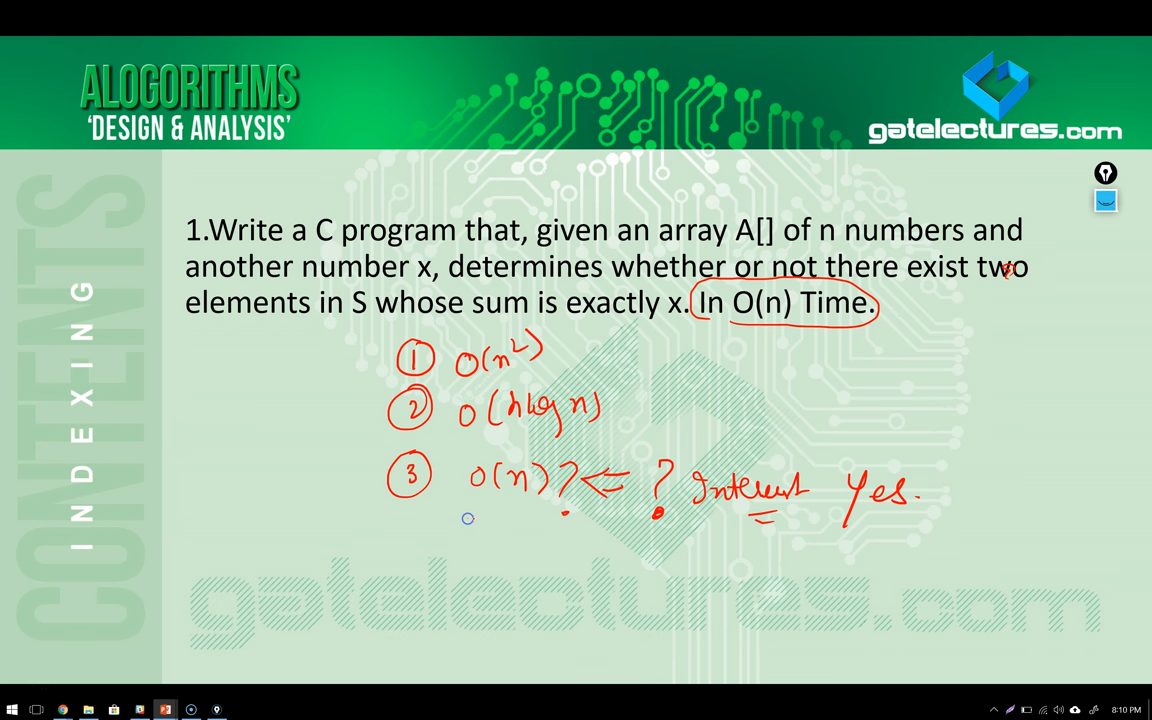 ALOGORITHMS
'DESIGN & ANALYSIS'
gatelectures.com
CONTENTS
INDEXING
1.Write a C program that, given an array A[] of n numbers and
another number x, determines whether or not there exist two
elements in S whose sum is exactly x. In O(n) Time.
1 O(n²)
2 O(nlog n)
3 O(n)? <= ? Interest Yes.
gatelectures.com
8:10 PM